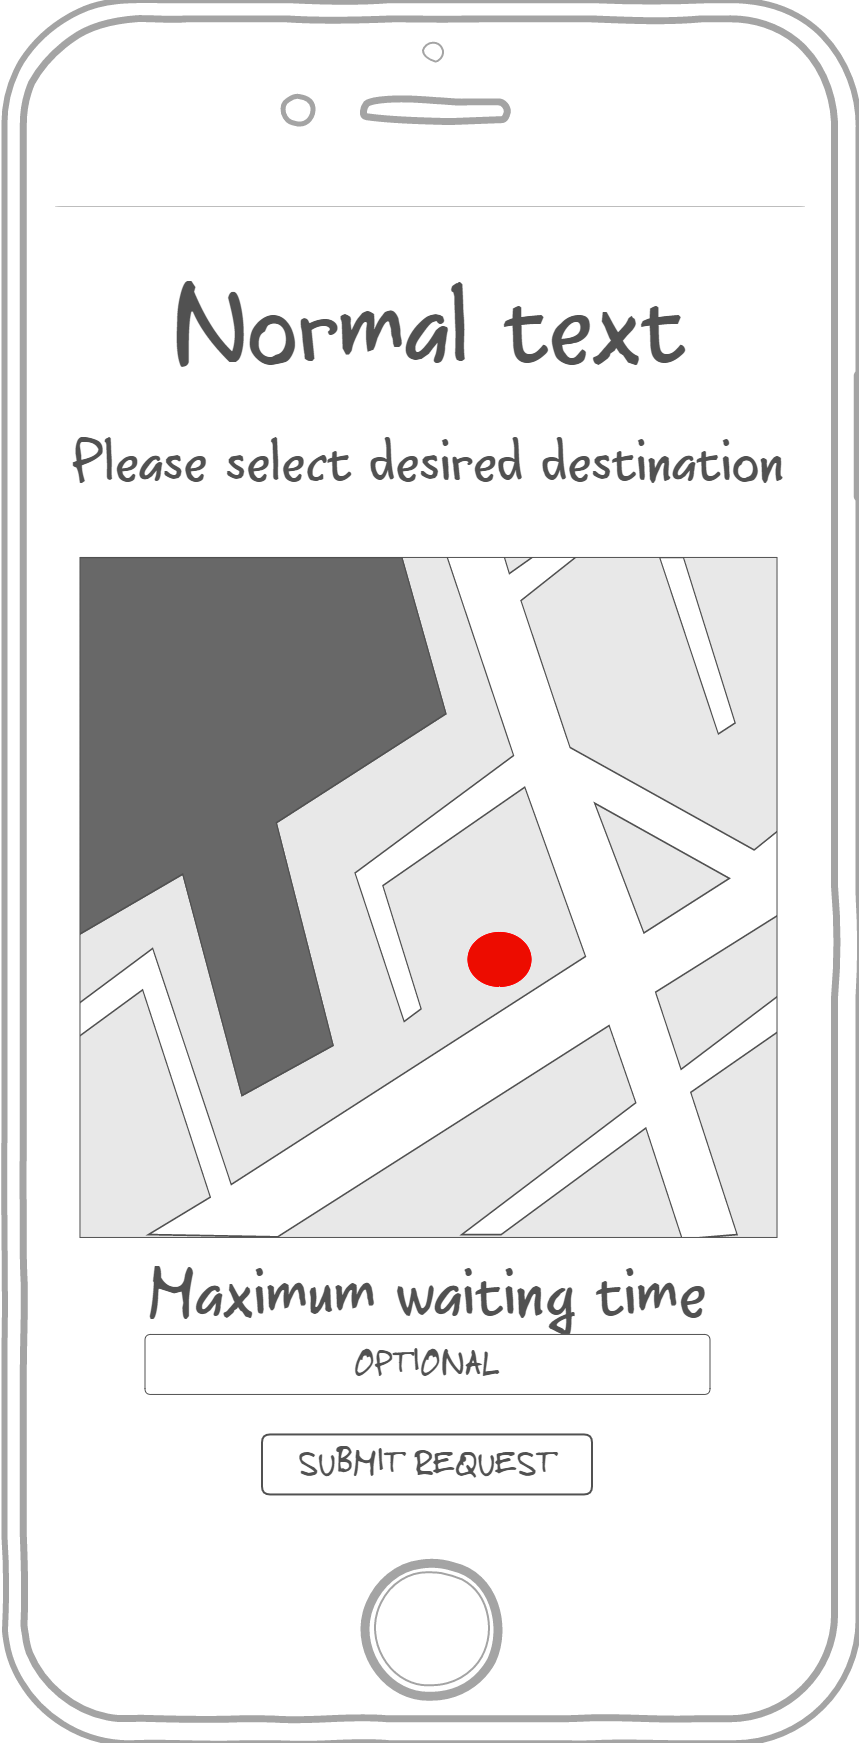 Normal text
Please select desired destination
Maximum waiting time
OPTIONAL
SUBMIT REQUEST